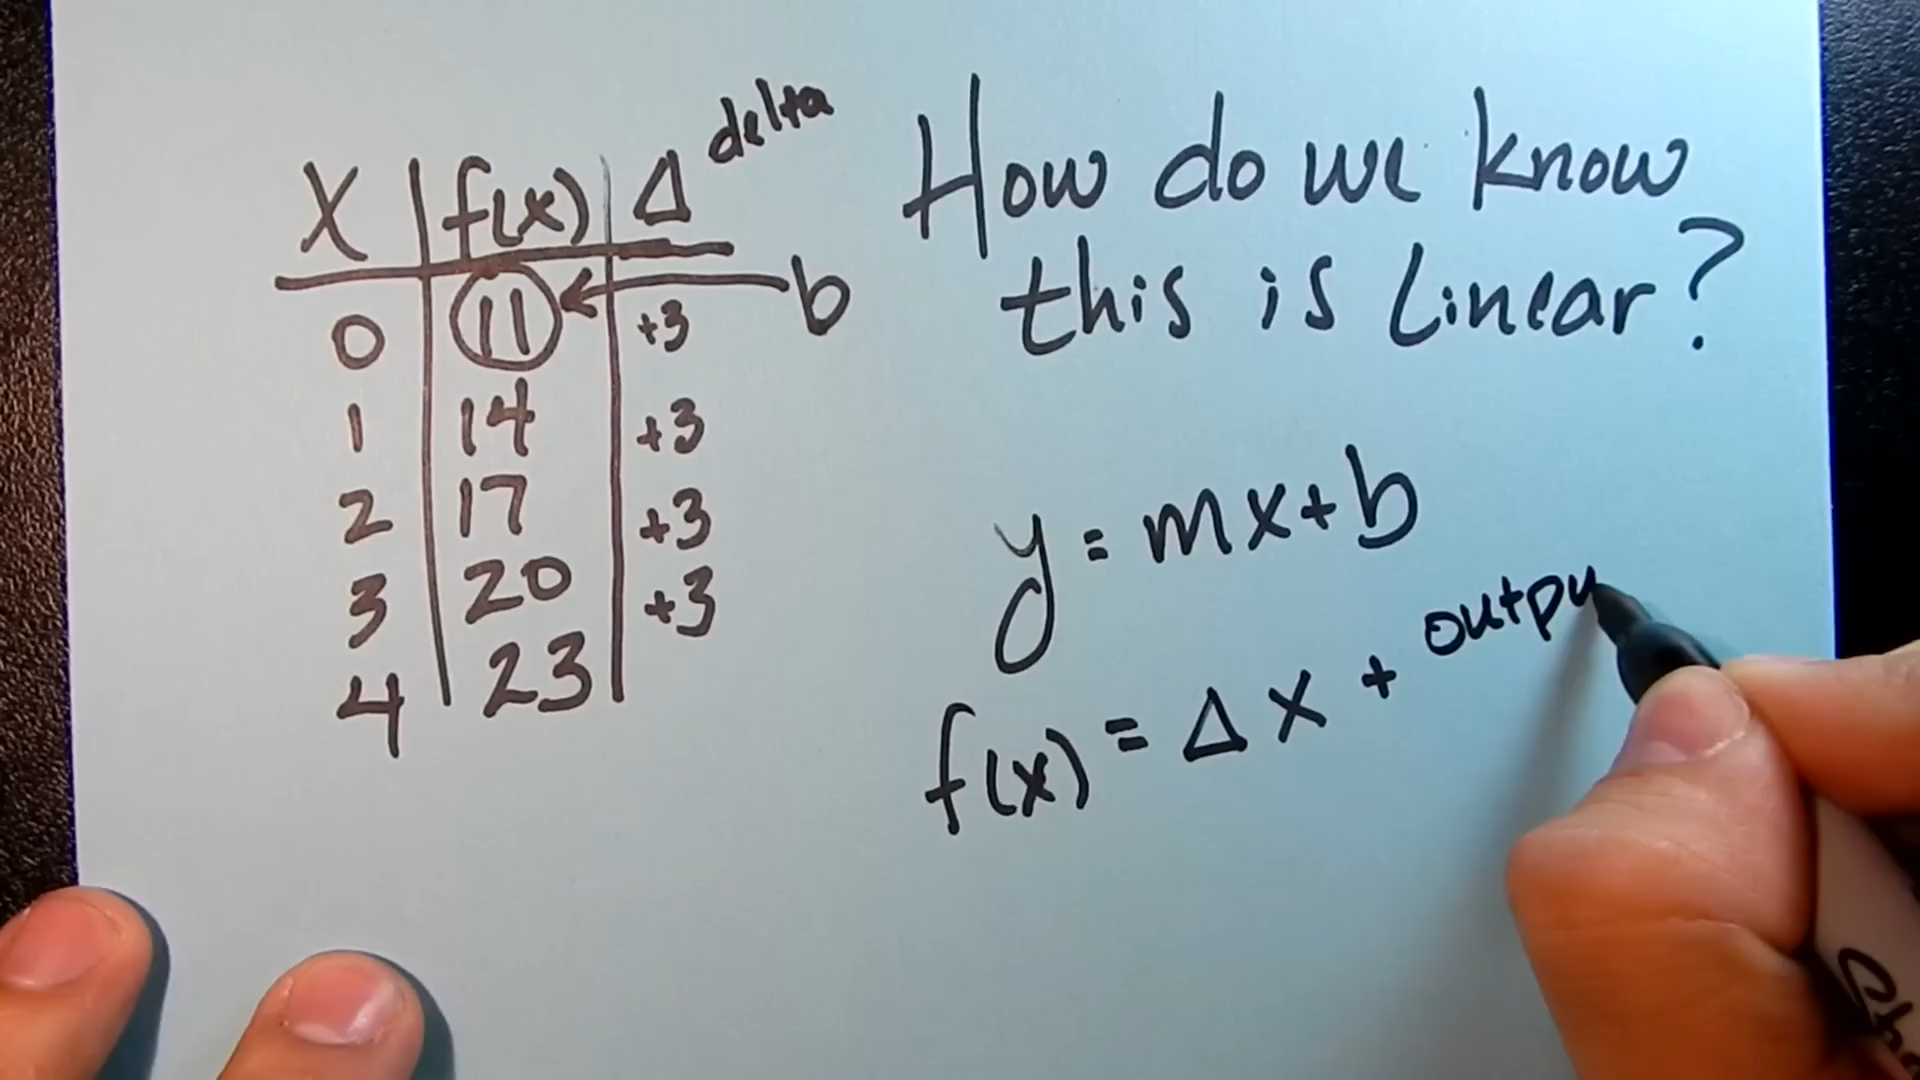 delta
X f(x) Δ
0 11 +3 b
1 14 +3
2 17 +3
3 20 +3
4 23
How do we know
this is linear?
y = mx+b
f(x) = Δ x + outpu